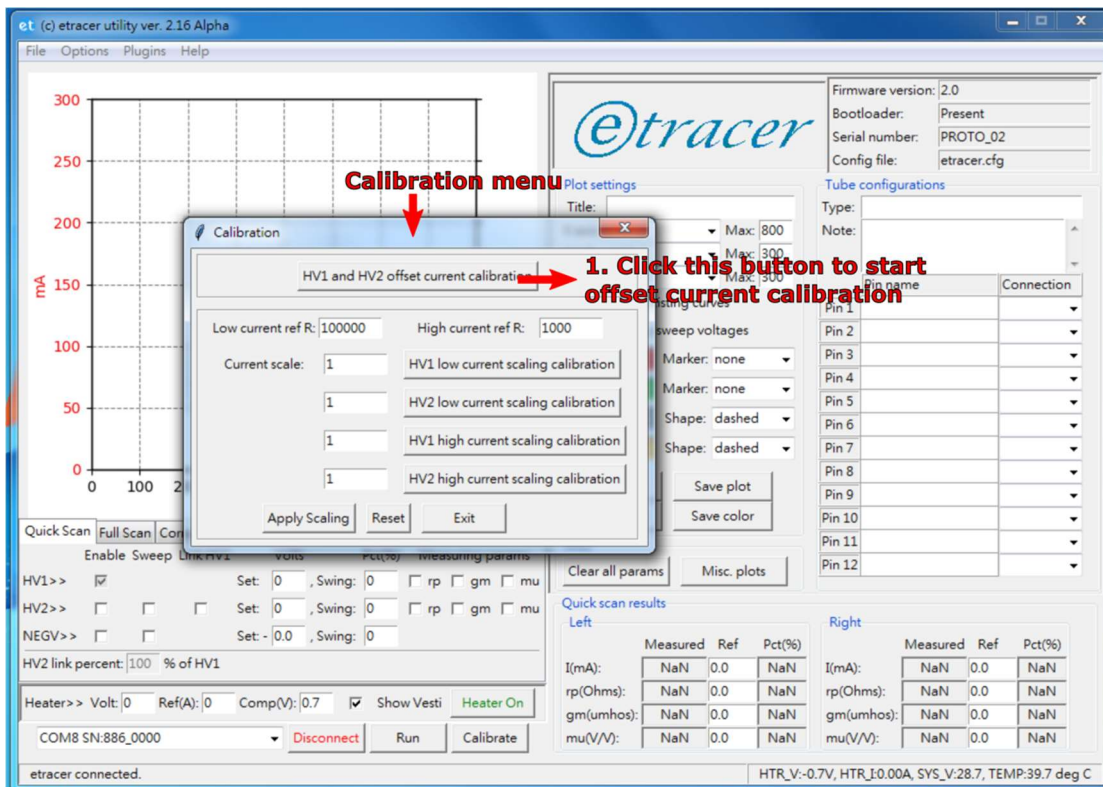 et (c) etracer utility ver. 2.16 Alpha
File Options Plugins Help
300
250
200
150
100
50
0
mA
0 100 2
Calibration menu
Calibration
HV1 and HV2 offset current calibration
1. Click this button to start
offset current calibration
Low current ref R: 100000 High current ref R: 1000
Current scale: 1 HV1 low current scaling calibration
1 HV2 low current scaling calibration
1 HV1 high current scaling calibration
1 HV2 high current scaling calibration
Apply Scaling Reset Exit
etracer
Firmware version: 2.0
Bootloader: Present
Serial number: PROTO_02
Config file: etracer.cfg
Plot settings
Title:
Max: 800
Max: 300
Max: 300
sweep voltages
Marker: none
Marker: none
Shape: dashed
Shape: dashed
Save plot
Save color
Clear all params Misc. plots
Tube configurations
Type:
Note:
Pin name Connection
Pin 1
Pin 2
Pin 3
Pin 4
Pin 5
Pin 6
Pin 7
Pin 8
Pin 9
Pin 10
Pin 11
Pin 12
Quick Scan Full Scan Con
Enable Sweep Link HV1 Volts Pct(%) Measuring params
HV1>> Set: 0 , Swing: 0 rp gm mu
HV2>> Set: 0 , Swing: 0 rp gm mu
NEGV>> Set: - 0.0 , Swing: 0
HV2 link percent: 100 % of HV1
Heater>> Volt: 0 Ref(A): 0 Comp(V): 0.7 Show Vesti Heater On
COM8 SN:886_0000 Disconnect Run Calibrate
Quick scan results
Left
Measured Ref Pct(%)
I(mA): NaN 0.0 NaN
rp(Ohms): NaN 0.0 NaN
gm(umhos): NaN 0.0 NaN
mu(V/V): NaN 0.0 NaN
Right
Measured Ref Pct(%)
I(mA): NaN 0.0 NaN
rp(Ohms): NaN 0.0 NaN
gm(umhos): NaN 0.0 NaN
mu(V/V): NaN 0.0 NaN
etracer connected.
HTR_V:-0.7V, HTR_I:0.00A, SYS_V:28.7, TEMP:39.7 deg C